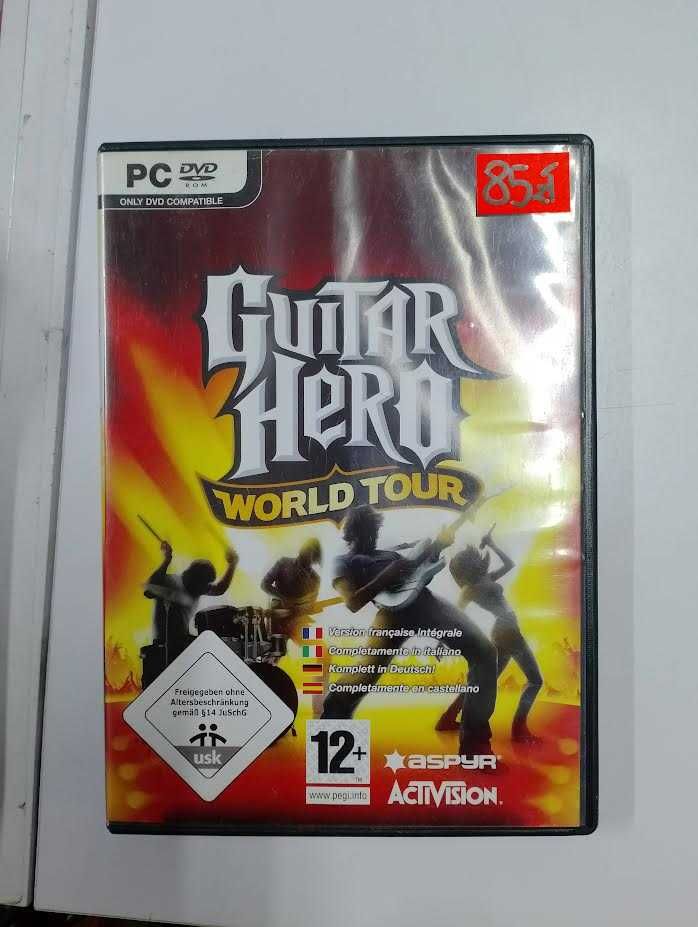 PC DVD
ROM
ONLY DVD COMPATIBLE
85zł
GUITAR
HERO
WORLD TOUR
Version française intégrale
Completamente in italiano
Komplett in Deutsch!
Completamente en castellano
Freigegeben ohne
Altersbeschränkung
gemäß §14 JuSchG
usk
12+
TM
www.pegi.info
ASPYR
ACTIVISION